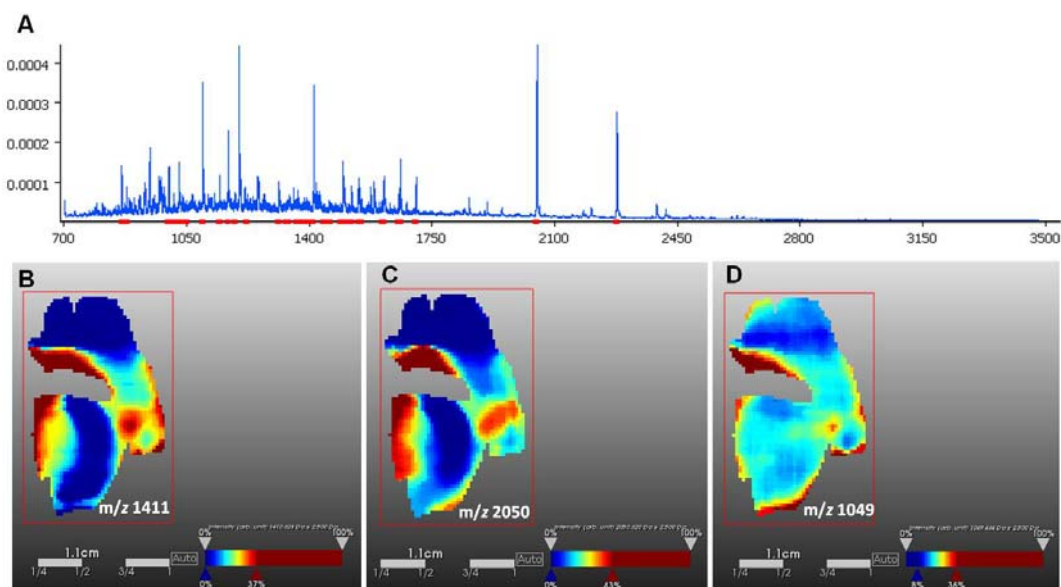 A
0.0004
0.0003
0.0002
0.0001
700 1050 1400 1750 2100 2450 2800 3150 3500
B
m/z 1411
0% 100%
1.1cm
1/4 1/2 3/4 1 Auto
0% 37%
C
m/z 2050
0% 100%
1.1cm
1/4 1/2 3/4 1 Auto
0% 43%
D
m/z 1049
0% 100%
1.1cm
1/4 1/2 3/4 1 Auto
8% 36%